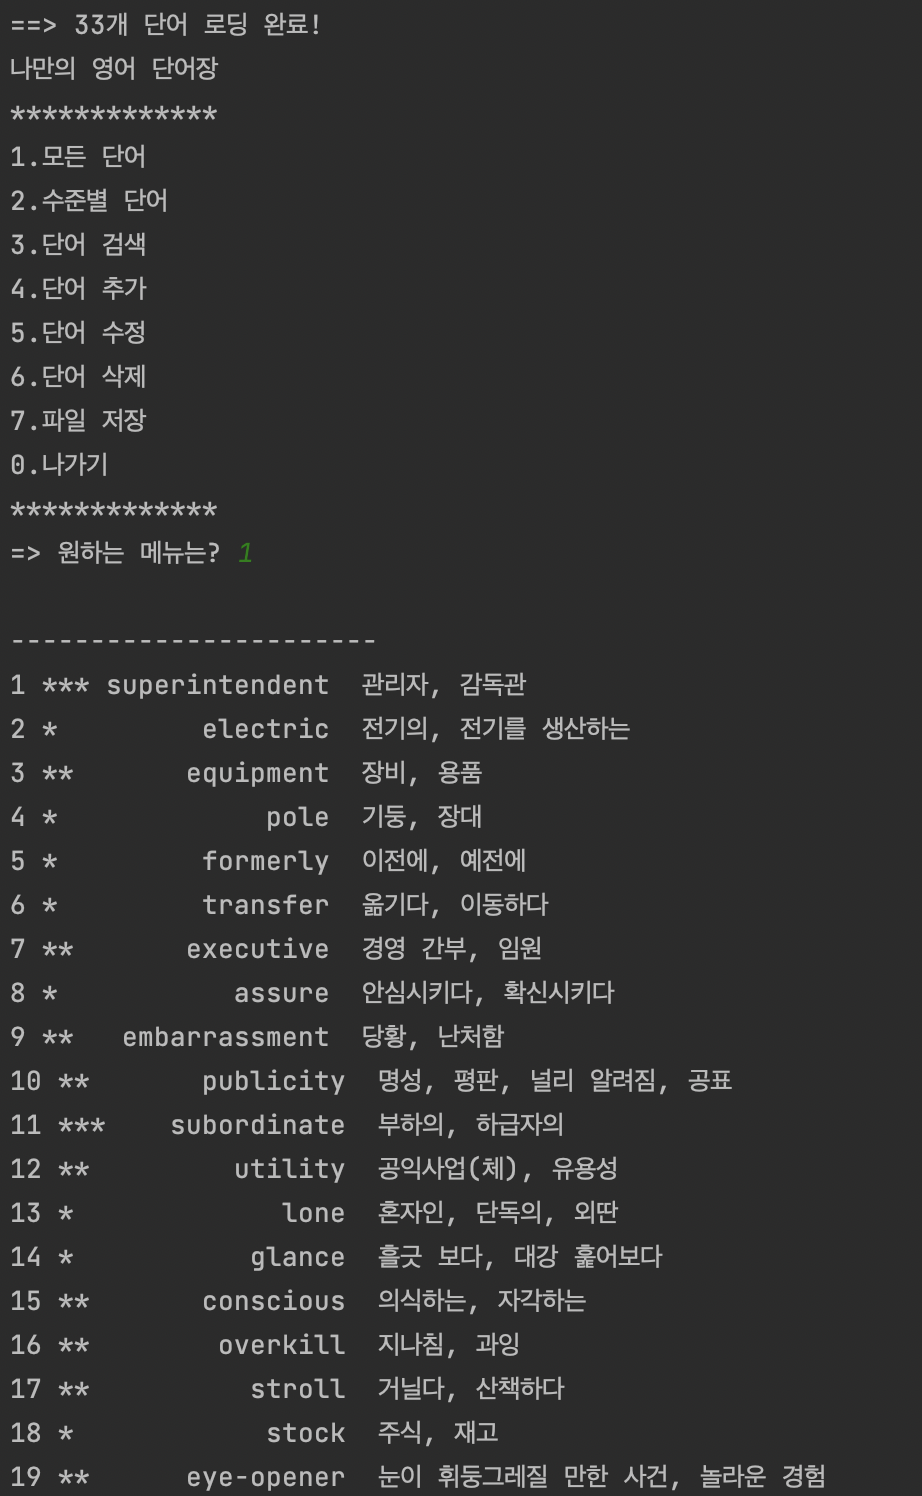 ==> 33개 단어 로딩 완료!
나만의 영어 단어장
*************
1.모든 단어
2.수준별 단어
3.단어 검색
4.단어 추가
5.단어 수정
6.단어 삭제
7.파일 저장
0.나가기
*************
=> 원하는 메뉴는? 1
-----------------------
1 *** superintendent  관리자, 감독관
2 *         electric  전기의, 전기를 생산하는
3 **       equipment  장비, 용품
4 *             pole  기둥, 장대
5 *         formerly  이전에, 예전에
6 *         transfer  옮기다, 이동하다
7 **       executive  경영 간부, 임원
8 *           assure  안심시키다, 확신시키다
9 **   embarrassment  당황, 난처함
10 **       publicity  명성, 평판, 널리 알려짐, 공표
11 ***    subordinate  부하의, 하급자의
12 **         utility  공익사업(체), 유용성
13 *             lone  혼자인, 단독의, 외딴
14 *           glance  흘긋 보다, 대강 훑어보다
15 **       conscious  의식하는, 자각하는
16 **        overkill  지나침, 과잉
17 **          stroll  거닐다, 산책하다
18 *            stock  주식, 재고
19 **      eye-opener  눈이 휘둥그레질 만한 사건, 놀라운 경험